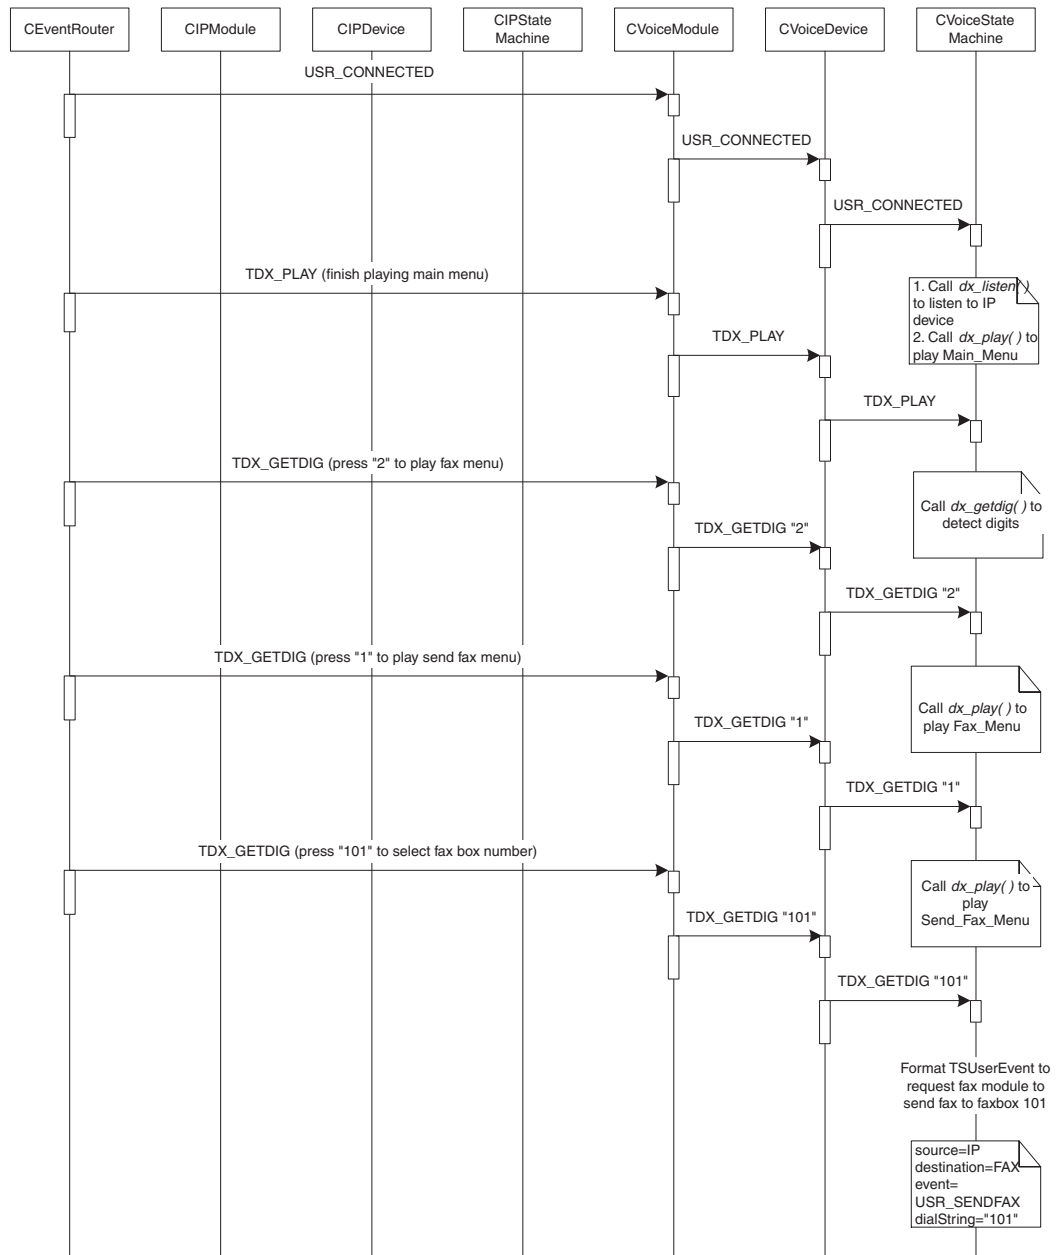 CEventRouter
CIPModule
CIPDevice
CIPState
Machine
CVoiceModule
CVoiceDevice
CVoiceState
Machine
USR_CONNECTED
USR_CONNECTED
USR_CONNECTED
TDX_PLAY (finish playing main menu)
1. Call dx_listen( )
to listen to IP
device
2. Call dx_play( ) to
play Main_Menu
TDX_PLAY
TDX_PLAY
TDX_GETDIG (press "2" to play fax menu)
Call dx_getdig( ) to
detect digits
TDX_GETDIG "2"
TDX_GETDIG "2"
TDX_GETDIG (press "1" to play send fax menu)
Call dx_play( ) to
play Fax_Menu
TDX_GETDIG "1"
TDX_GETDIG "1"
TDX_GETDIG (press "101" to select fax box number)
Call dx_play( ) to
play
Send_Fax_Menu
TDX_GETDIG "101"
TDX_GETDIG "101"
Format TSUserEvent to
request fax module to
send fax to faxbox 101
source=IP
destination=FAX
event=
USR_SENDFAX
dialString="101"